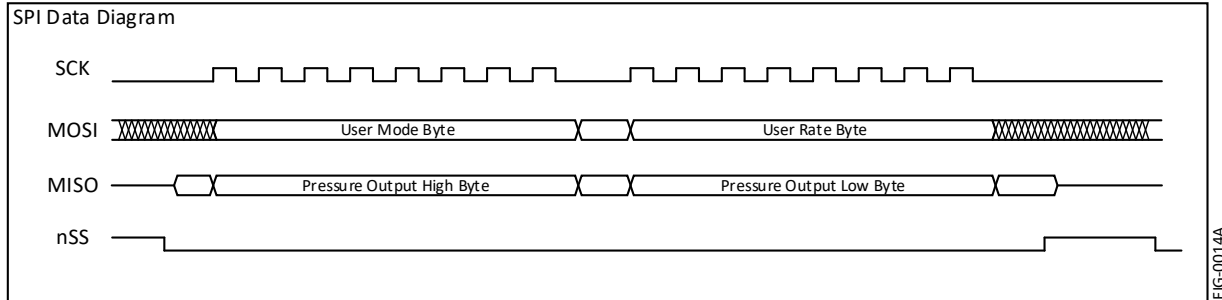 SPI Data Diagram
SCK
MOSI User Mode Byte User Rate Byte
MISO Pressure Output High Byte Pressure Output Low Byte
nSS
FIG-0014A